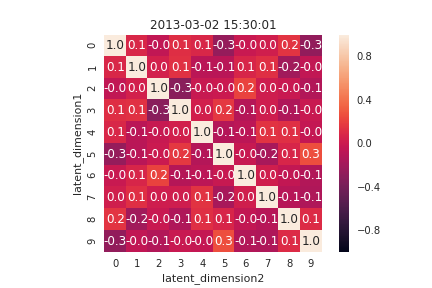 2013-03-02 15:30:01
latent_dimension1
0 1.0 0.1 -0.0 0.1 0.1 -0.3 -0.0 0.0 0.2 -0.3
1 0.1 1.0 0.0 0.1 -0.1 -0.1 0.1 0.1 -0.2 -0.0
2 -0.0 0.0 1.0 -0.3 -0.0 -0.0 0.2 0.0 -0.0 -0.1
3 0.1 0.1 -0.3 1.0 0.0 0.2 -0.1 0.0 -0.1 -0.0
4 0.1 -0.1 -0.0 0.0 1.0 -0.1 -0.1 0.1 0.1 -0.0
5 -0.3 -0.1 -0.0 0.2 -0.1 1.0 -0.0 -0.2 0.1 0.3
6 -0.0 0.1 0.2 -0.1 -0.1 -0.0 1.0 0.0 -0.0 -0.1
7 0.0 0.1 0.0 0.0 0.1 -0.2 0.0 1.0 -0.1 -0.1
8 0.2 -0.2 -0.0 -0.1 0.1 0.1 -0.0 -0.1 1.0 0.1
9 -0.3 -0.0 -0.1 -0.0 -0.0 0.3 -0.1 -0.1 0.1 1.0
0 1 2 3 4 5 6 7 8 9
latent_dimension2
0.8
0.4
0.0
−0.4
−0.8